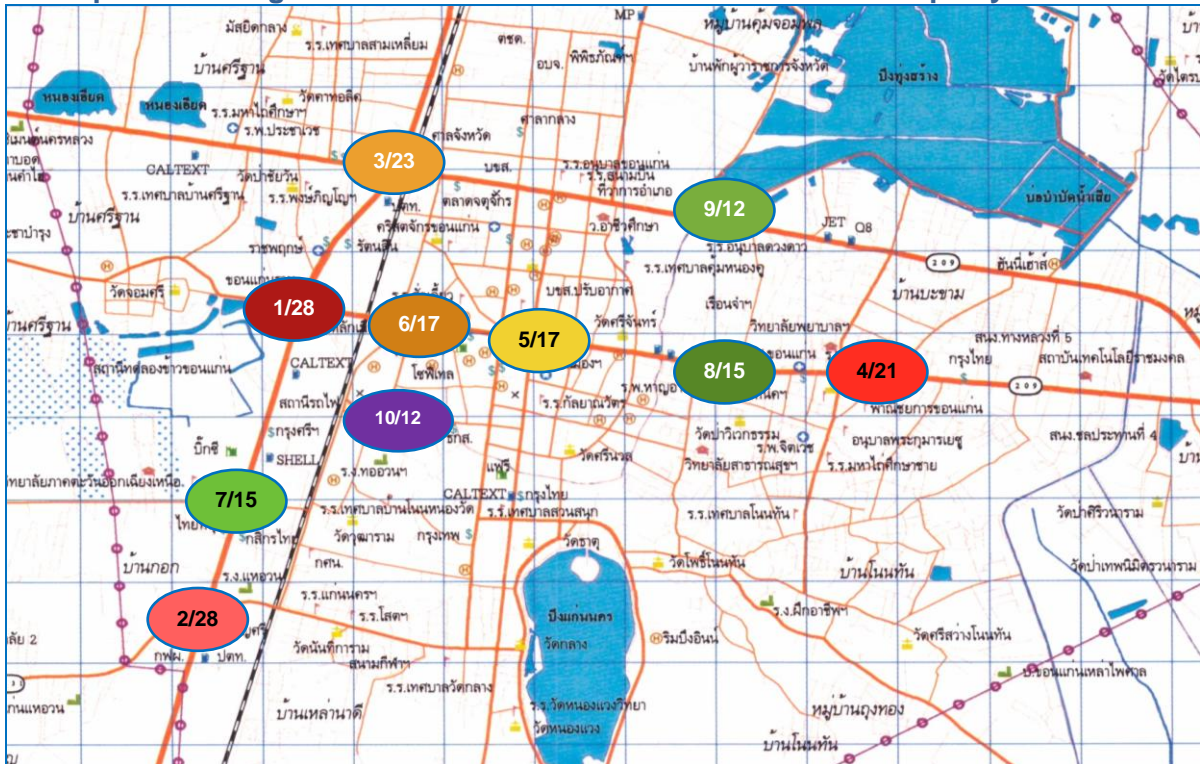 MP
มัสยิดกลาง
ร.ร.เทศบาลสามเหลี่ยม
ตชด.
อบจ.
พิพิธภัณฑ์ฯ
บ้านศรีฐาน
บ้านพักผู้ว่าราชการจังหวัด
บึงทุ่งสร้าง
หนองเอียด
หนองเอียด
ร.ร.มหาไถ่ศึกษาฯ
ร.พ.ประชาเวช
ศาลจังหวัด
ศาลากลาง
CALTEXT
3/23
บขส.
ร.ร.อนุบาลขอนแก่น
ร.ร.สนามบิน
ที่ว่าการอำเภอ
วัดป่าชัยวัน
ร.ร.เทศบาลบ้านศรีฐาน
ปตท.
ตลาดจตุจักร
9/12
บ่อบำบัดน้ำเสีย
บ้านศรีฐาน
คริสตจักรขอนแก่น
ว.อาชีวศึกษา
JET
Q8
ราชพฤกษ์
ร.ร.อนุบาลดวงดาว
209
ฮันนี่เฮ้าส์
วัดจอมศรี
บขส.ปรับอากาศ
เรือนจำฯ
บ้านบะขาม
1/28
6/17
5/17
วัดศรีจันทร์
วิทยาลัยพยาบาลฯ
สนง.ทางหลวงที่ 5
CALTEXT
โซฟิเทล
8/15
4/21
กรุงไทย
สถาบันเทคโนโลยีราชมงคล
209
สถานีรถไฟ
10/12
ร.ร.กัลยาณวัตร
พาณิชยการขอนแก่น
กรุงศรีฯ
ธกส.
วัดป่าวิเวกธรรม
ร.พ.จิตเวช
อนุบาลพระกุมารเยซู
สนง.ชลประทานที่ 4
บิ๊กซี
SHELL
วัดศรีนวล
วิทยาลัยสาธารณสุขฯ
ร.ร.มหาไถ่ศึกษาชาย
ร.ง.ทออวนฯ
แฟรี่
7/15
CALTEXT
กรุงไทย
ร.ร.เทศบาลบ้านโนนหนองวัด
ร.ร.เทศบาลสวนสนุก
ร.ร.เทศบาลโนนทัน
วัดป่าศิริวนาราม
กสิกรไทย
วัดวุฒาราม
กรุงเทพ
วัดธาตุ
บ้านกอก
กศน.
วัดโพธิ์โนนทัน
บ้านโนนทัน
วัดป่าเทพนิมิตรวนาราม
ร.ง.แหอวน
ร.ร.แก่นนครฯ
2/28
ร.ร.โสตฯ
บึงแก่นนคร
ร.ง.ฝึกอาชีพฯ
วัดกลาง
ริมบึงอินน์
วัดศรีสว่างโนนทัน
วัดนันทิการาม
สนามกีฬาฯ
กฟผ.
ปตท.
ร.ร.เทศบาลวัดกลาง
บ.ขอนแก่นเหล่าไพศาล
บ้านเหล่านาดี
ร.ร.วัดหนองแวงวิทยา
หมู่บ้านถุงทอง
วัดหนองแวง
บ้านโนนทัน